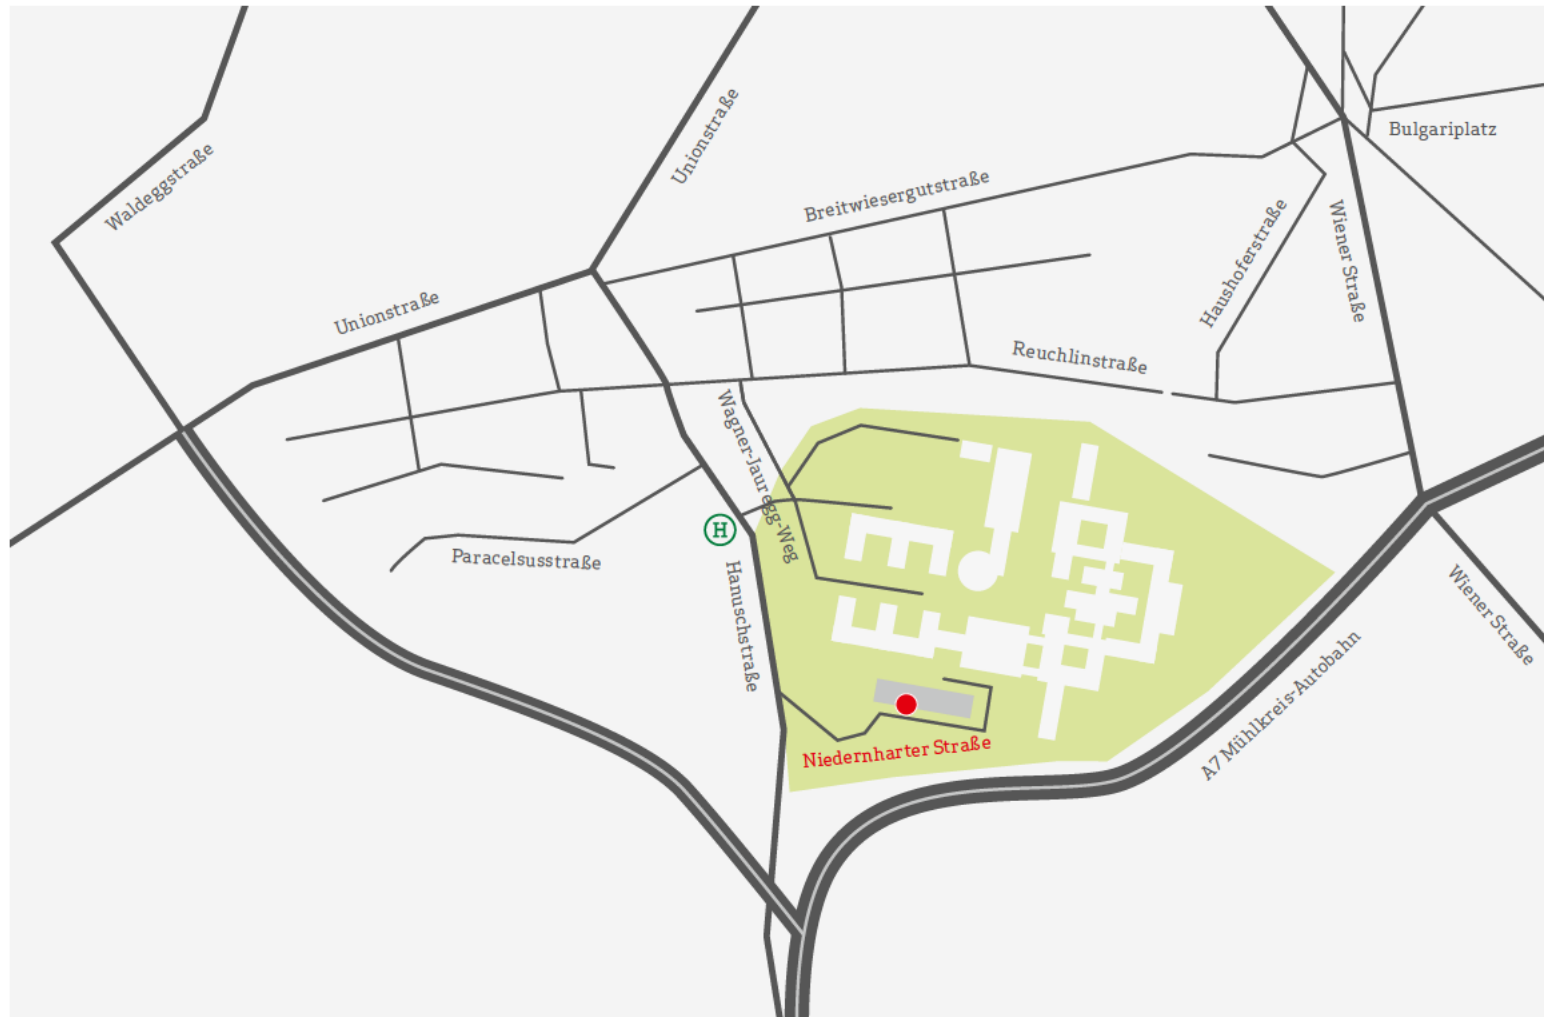 Unionstraße
Bulgariplatz
Waldeggstraße
Breitwiesergutstraße
Haushoferstraße
Wiener Straße
Unionstraße
Reuchlinstraße
Wagner-Jauregg-Weg
H
Paracelsusstraße
Hanuschstraße
Wiener Straße
A7 Mühlkreis-Autobahn
Niedernharter Straße